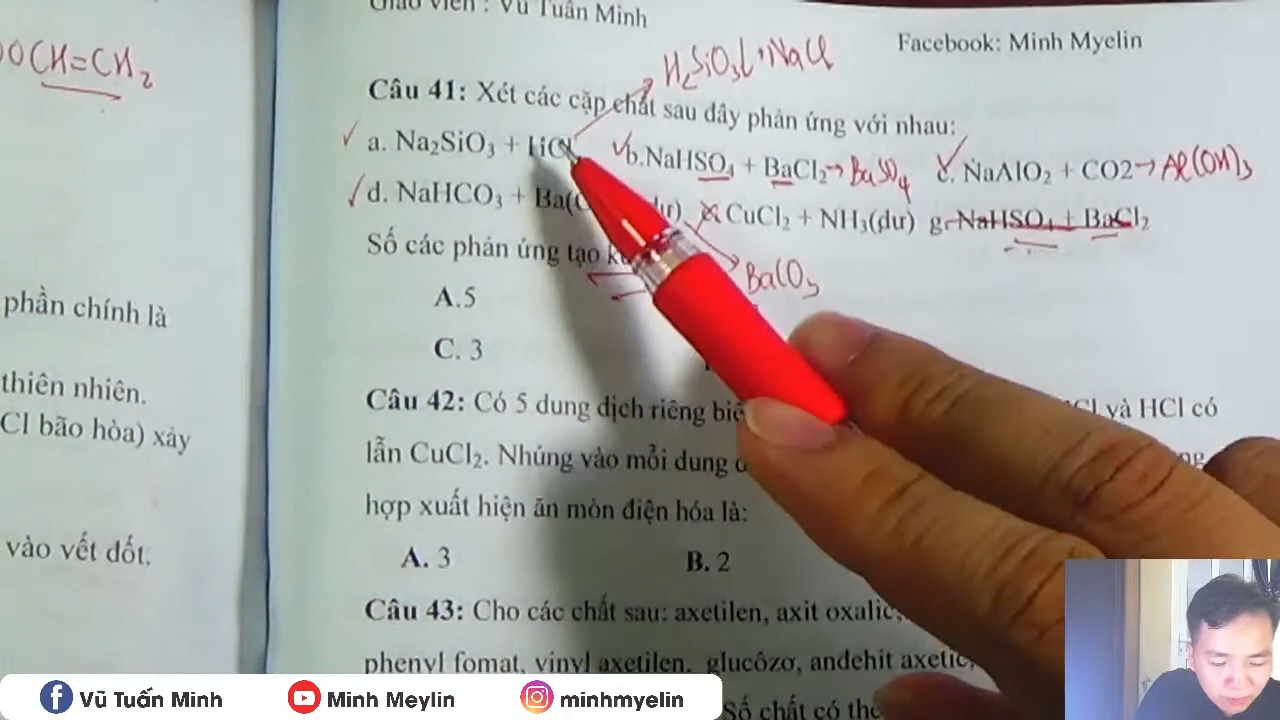 Giáo viên : Vũ Tuấn Minh
Facebook: Minh Myelin
OCH=CH₂
H₂SiO₃↓+NaCl
Câu 41: Xét các cặp chất sau dây phản ứng với nhau:
a. Na₂SiO₃ + HCl b.NaHSO₄ + BaCl₂→BaSO₄ c. NaAlO₂ + CO2→Al(OH)₃
d. NaHCO₃ + Ba( dư) CuCl₂ + NH₃(dư) g. NaHSO₄ + BaCl₂
Số các phản ứng tạo
BaCO₃
A.5
C. 3
phần chính là
thiên nhiên.
Cl bão hòa) xảy
vào vết đốt.
Câu 42: Có 5 dung dịch riêng và HCl có
lẫn CuCl₂. Nhúng vào mỗi dung
hợp xuất hiện ăn mòn điện hóa là:
A. 3 B. 2
Câu 43: Cho các chất sau: axetilen, axit oxalic,
phenyl fomat, vinyl axetilen, glucôzơ, andehit axetic,
Số chất có
Vũ Tuấn Minh Minh Meylin minhmyelin